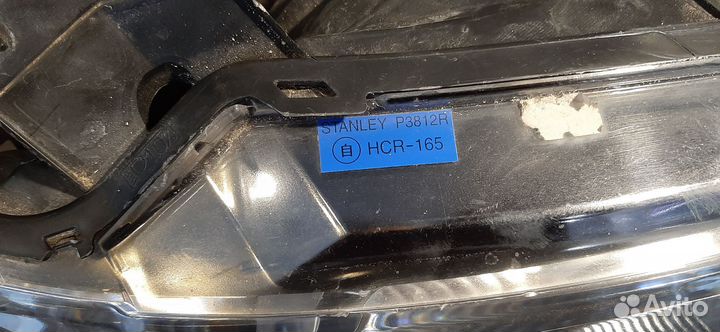 STANLEY P3812R
自 HCR-165
Avito